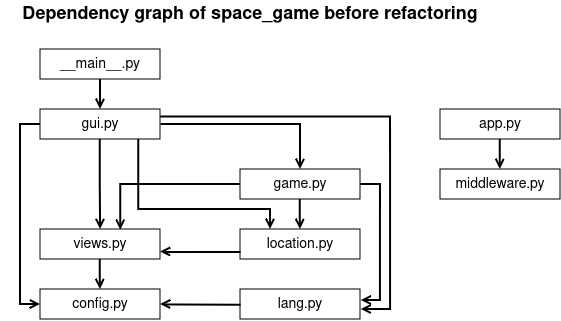 Dependency graph of space_game before refactoring
__main__.py
gui.py
app.py
game.py
middleware.py
views.py
location.py
config.py
lang.py